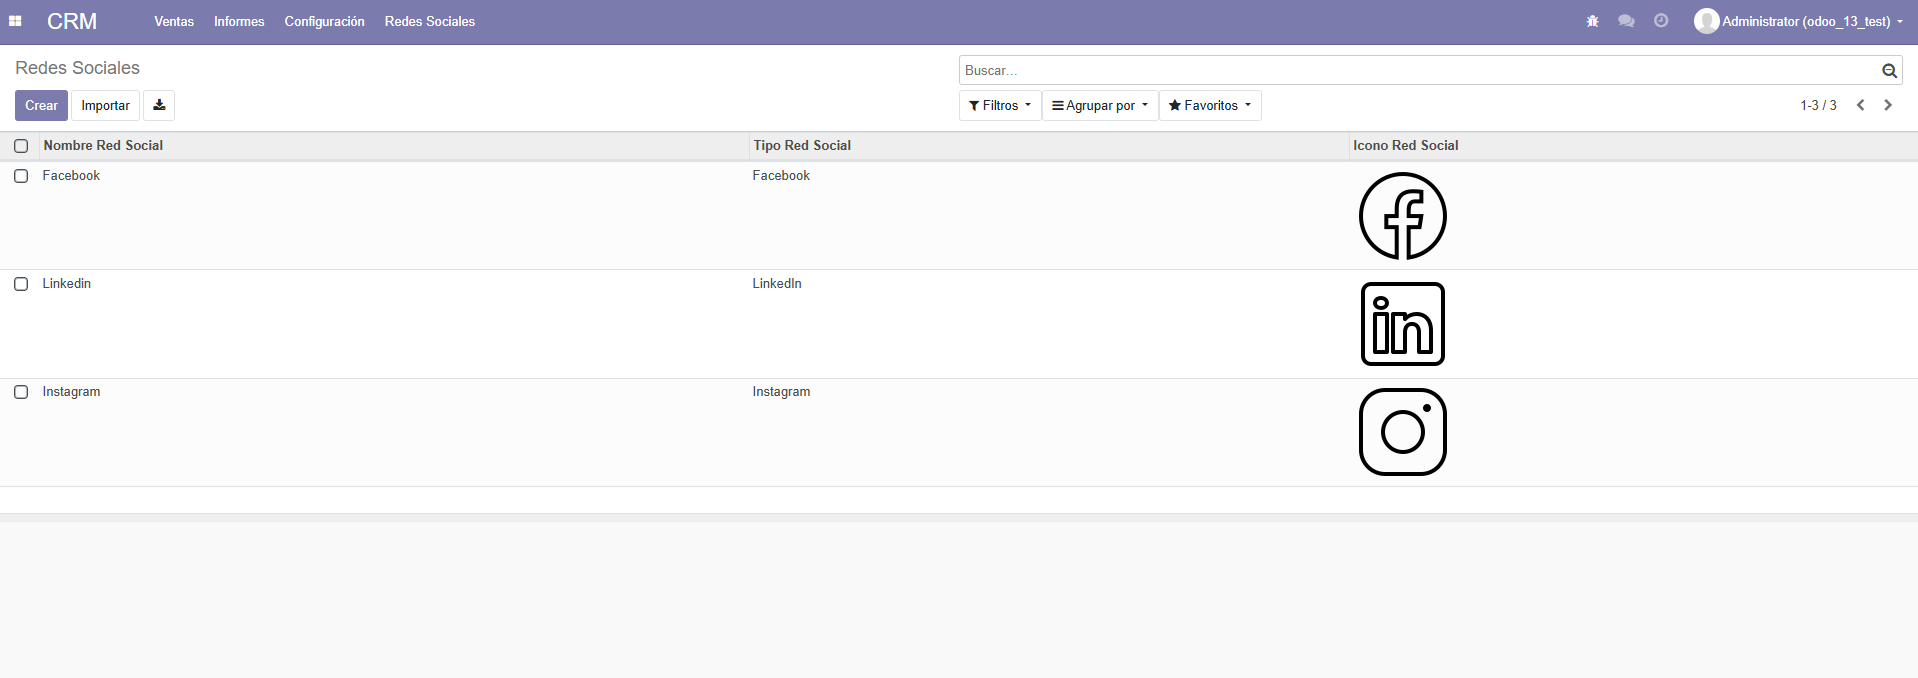 CRM Ventas Informes Configuración Redes Sociales Administrator (odoo_13_test)
Redes Sociales
Buscar...
Crear Importar Filtros Agrupar por Favoritos 1-3 / 3
Nombre Red Social Tipo Red Social Icono Red Social
Facebook Facebook
Linkedin LinkedIn
in
Instagram Instagram